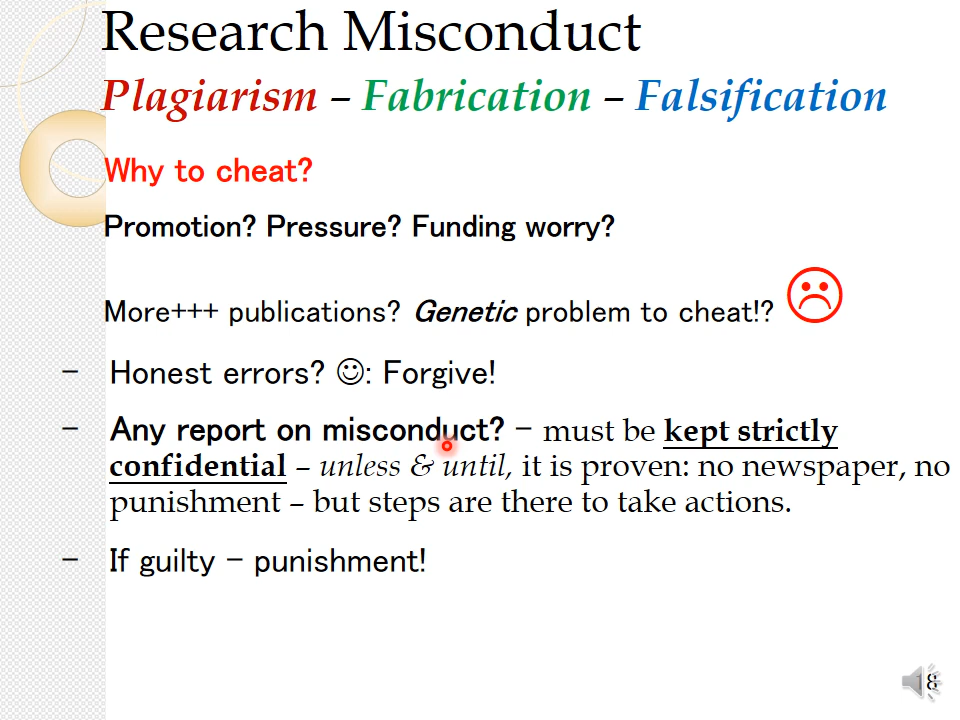 Research Misconduct
Plagiarism – Fabrication – Falsification
Why to cheat?
Promotion? Pressure? Funding worry?
More+++ publications? Genetic problem to cheat!? ☹
– Honest errors? ☺: Forgive!
– Any report on misconduct? – must be kept strictly
confidential – unless & until, it is proven: no newspaper, no
punishment – but steps are there to take actions.
– If guilty – punishment!
18